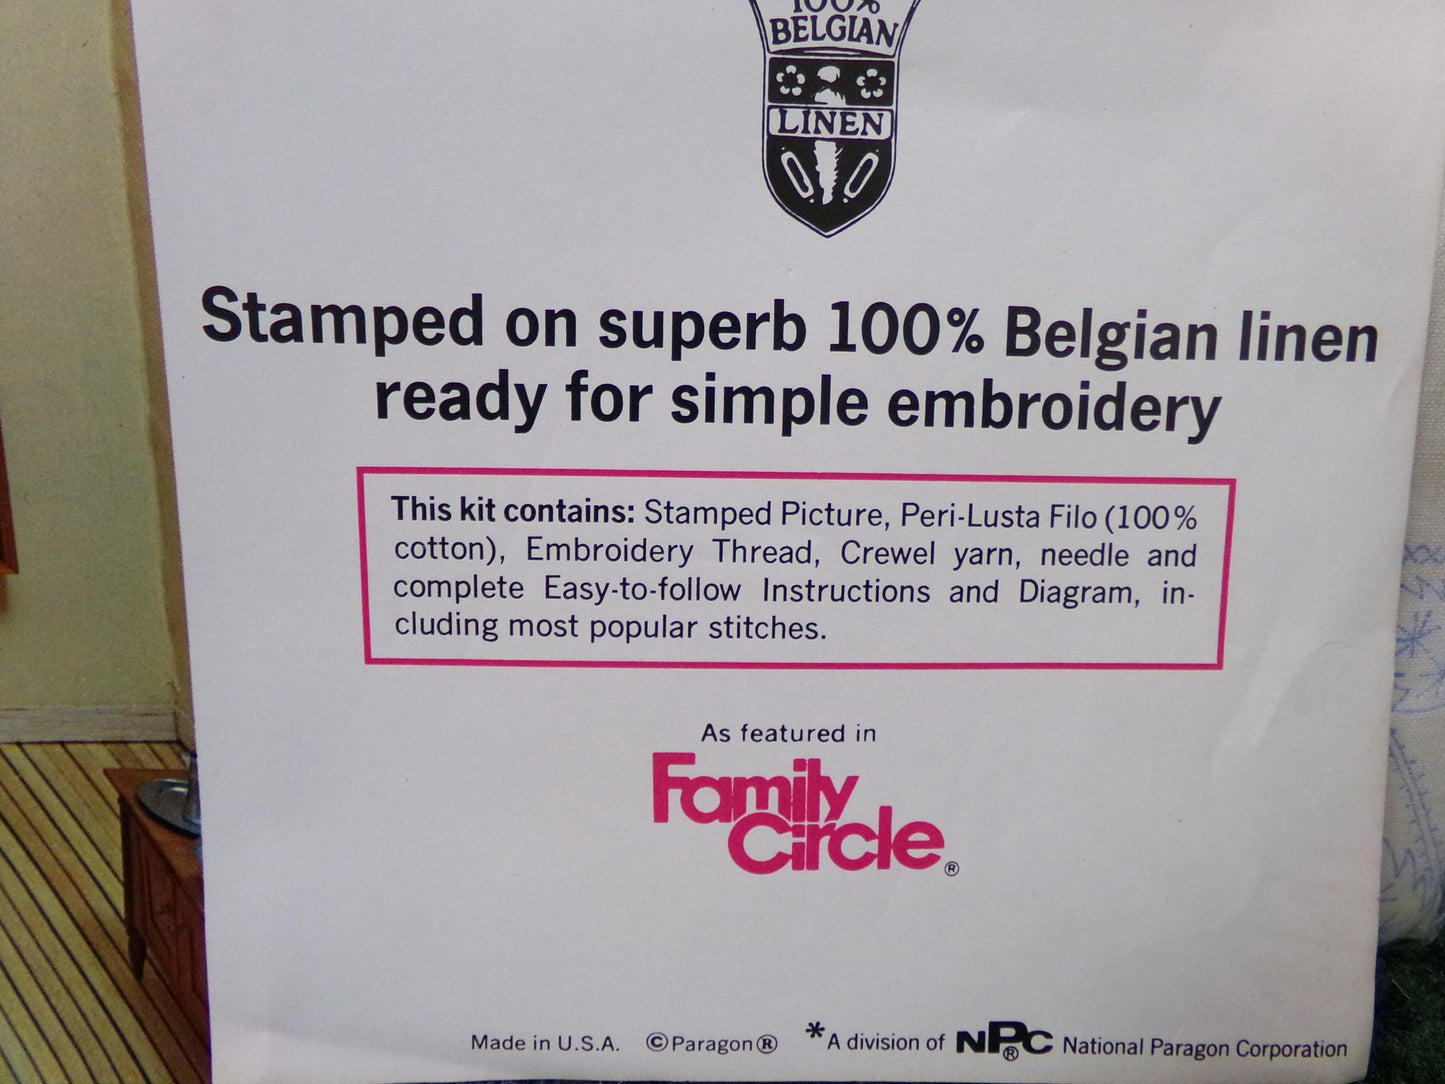 100%
BELGIAN
LINEN
Stamped on superb 100% Belgian linen
ready for simple embroidery
This kit contains: Stamped Picture, Peri-Lusta Filo (100%
cotton), Embroidery Thread, Crewel yarn, needle and
complete Easy-to-follow Instructions and Diagram, in-
cluding most popular stitches.
As featured in
Family
Circle®
Made in U.S.A. ©Paragon® *A division of NPC® National Paragon Corporation